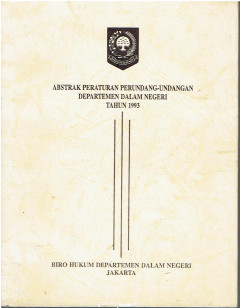 ABSTRAK PERATURAN PERUNDANG-UNDANGAN
DEPARTEMEN DALAM NEGERI
TAHUN 1993
BIRO HUKUM DEPARTEMEN DALAM NEGERI
JAKARTA